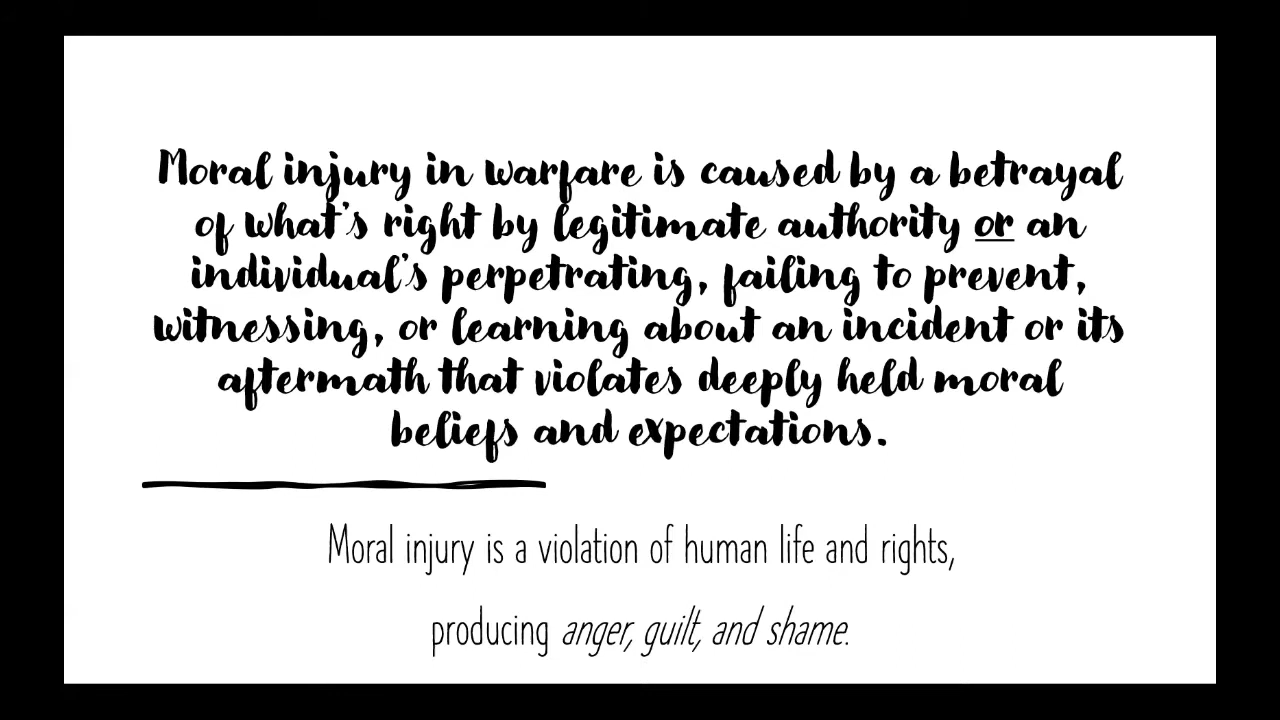 Moral injury in warfare is caused by a betrayal
of what's right by legitimate authority or an
individual's perpetrating, failing to prevent,
witnessing, or learning about an incident or its
aftermath that violates deeply held moral
beliefs and expectations.
Moral injury is a violation of human life and rights,
producing anger, guilt, and shame.